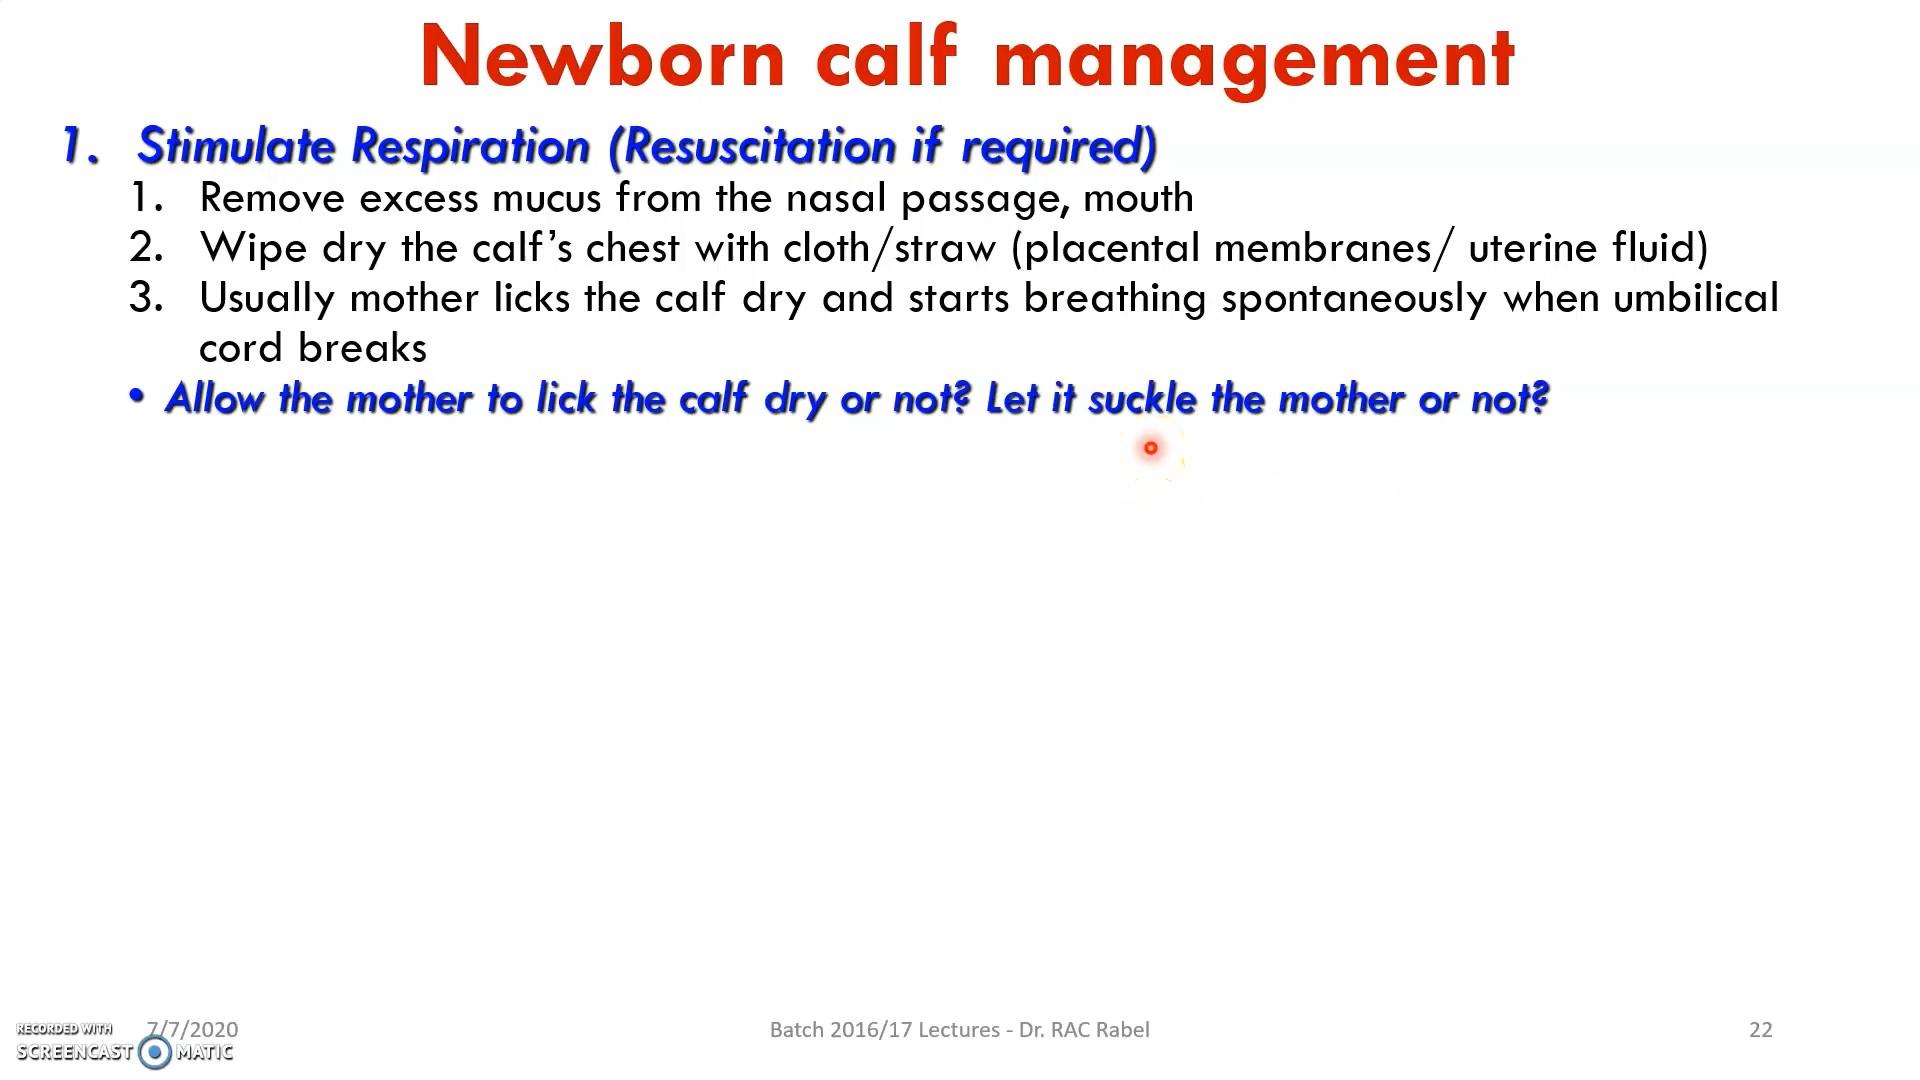 Newborn calf management
1. Stimulate Respiration (Resuscitation if required)
1. Remove excess mucus from the nasal passage, mouth
2. Wipe dry the calf’s chest with cloth/straw (placental membranes/ uterine fluid)
3. Usually mother licks the calf dry and starts breathing spontaneously when umbilical
cord breaks
• Allow the mother to lick the calf dry or not? Let it suckle the mother or not?
RECORDED WITH
SCREENCAST MATIC
7/7/2020
Batch 2016/17 Lectures - Dr. RAC Rabel
22